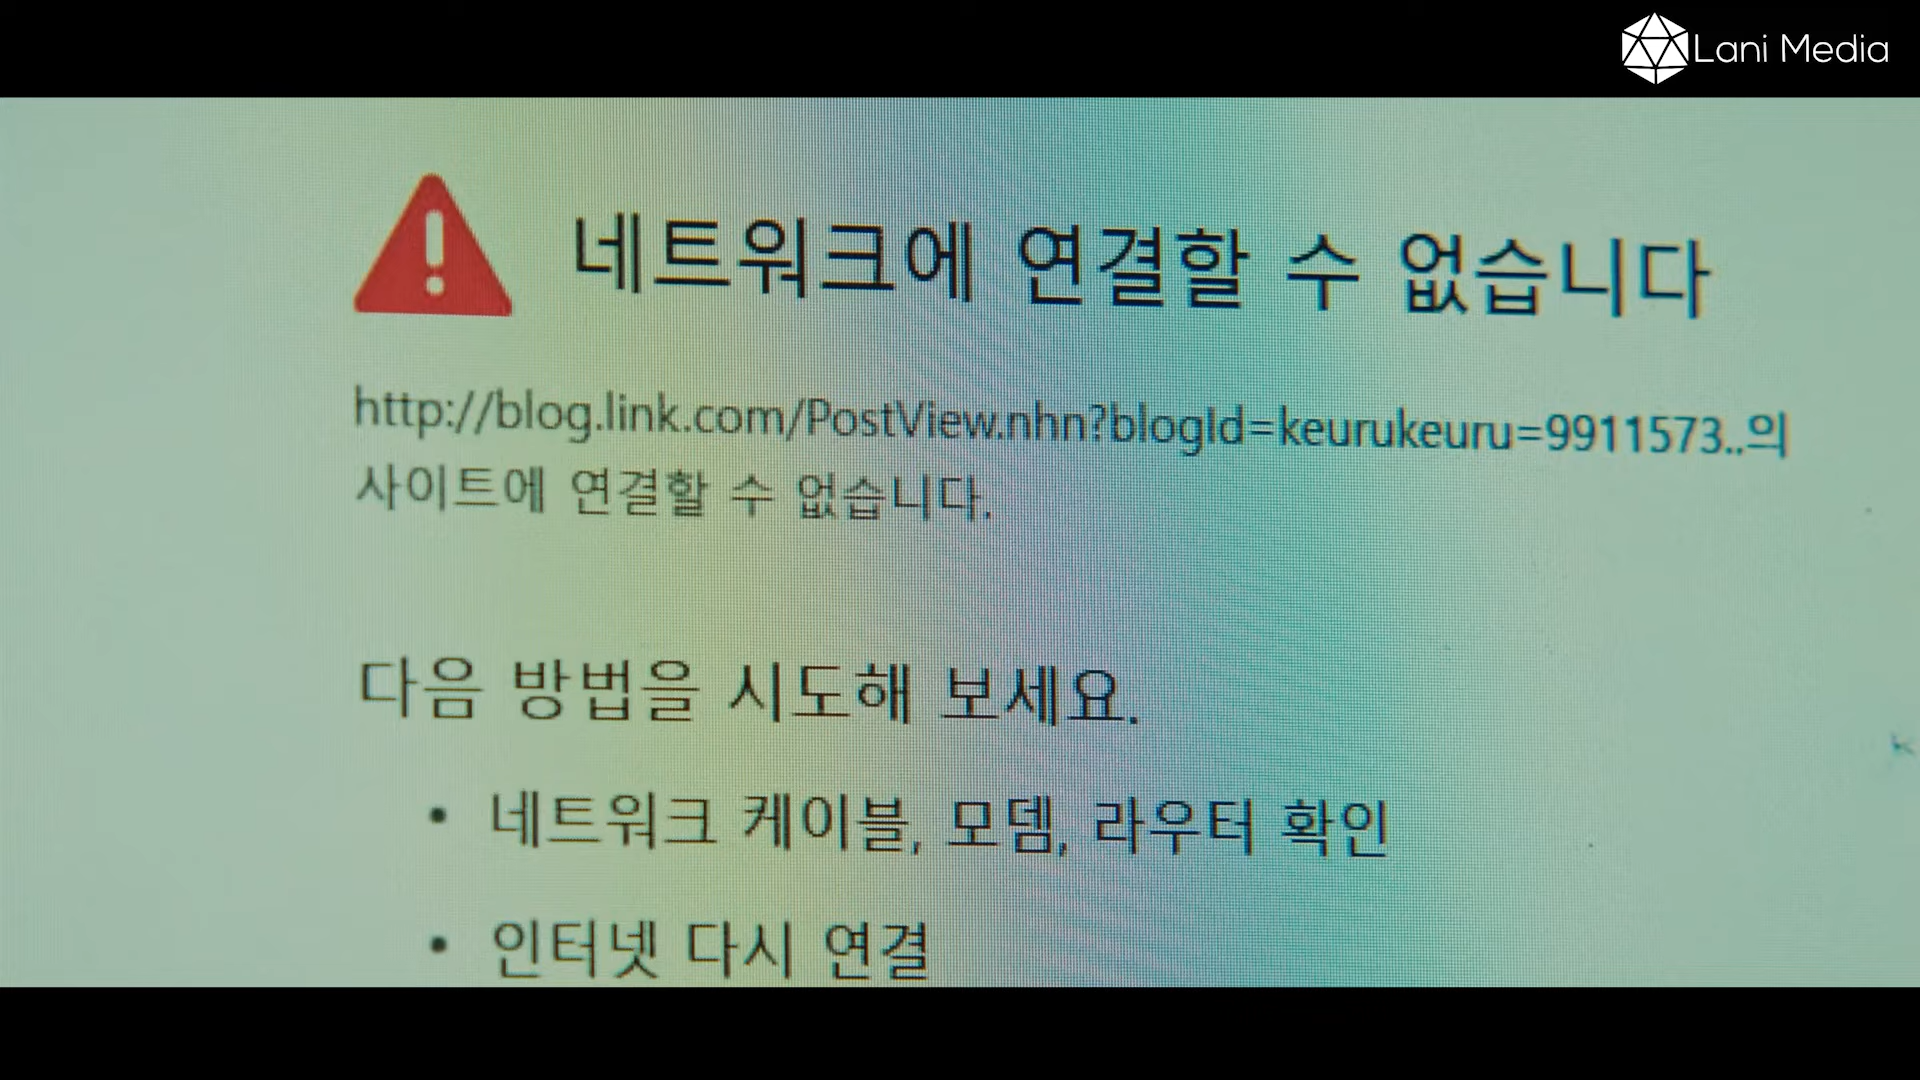 Lani Media
네트워크에 연결할 수 없습니다
http://blog.link.com/PostView.nhn?blogId=keurukeuru=9911573..의
사이트에 연결할 수 없습니다.
다음 방법을 시도해 보세요.
• 네트워크 케이블, 모뎀, 라우터 확인
• 인터넷 다시 연결